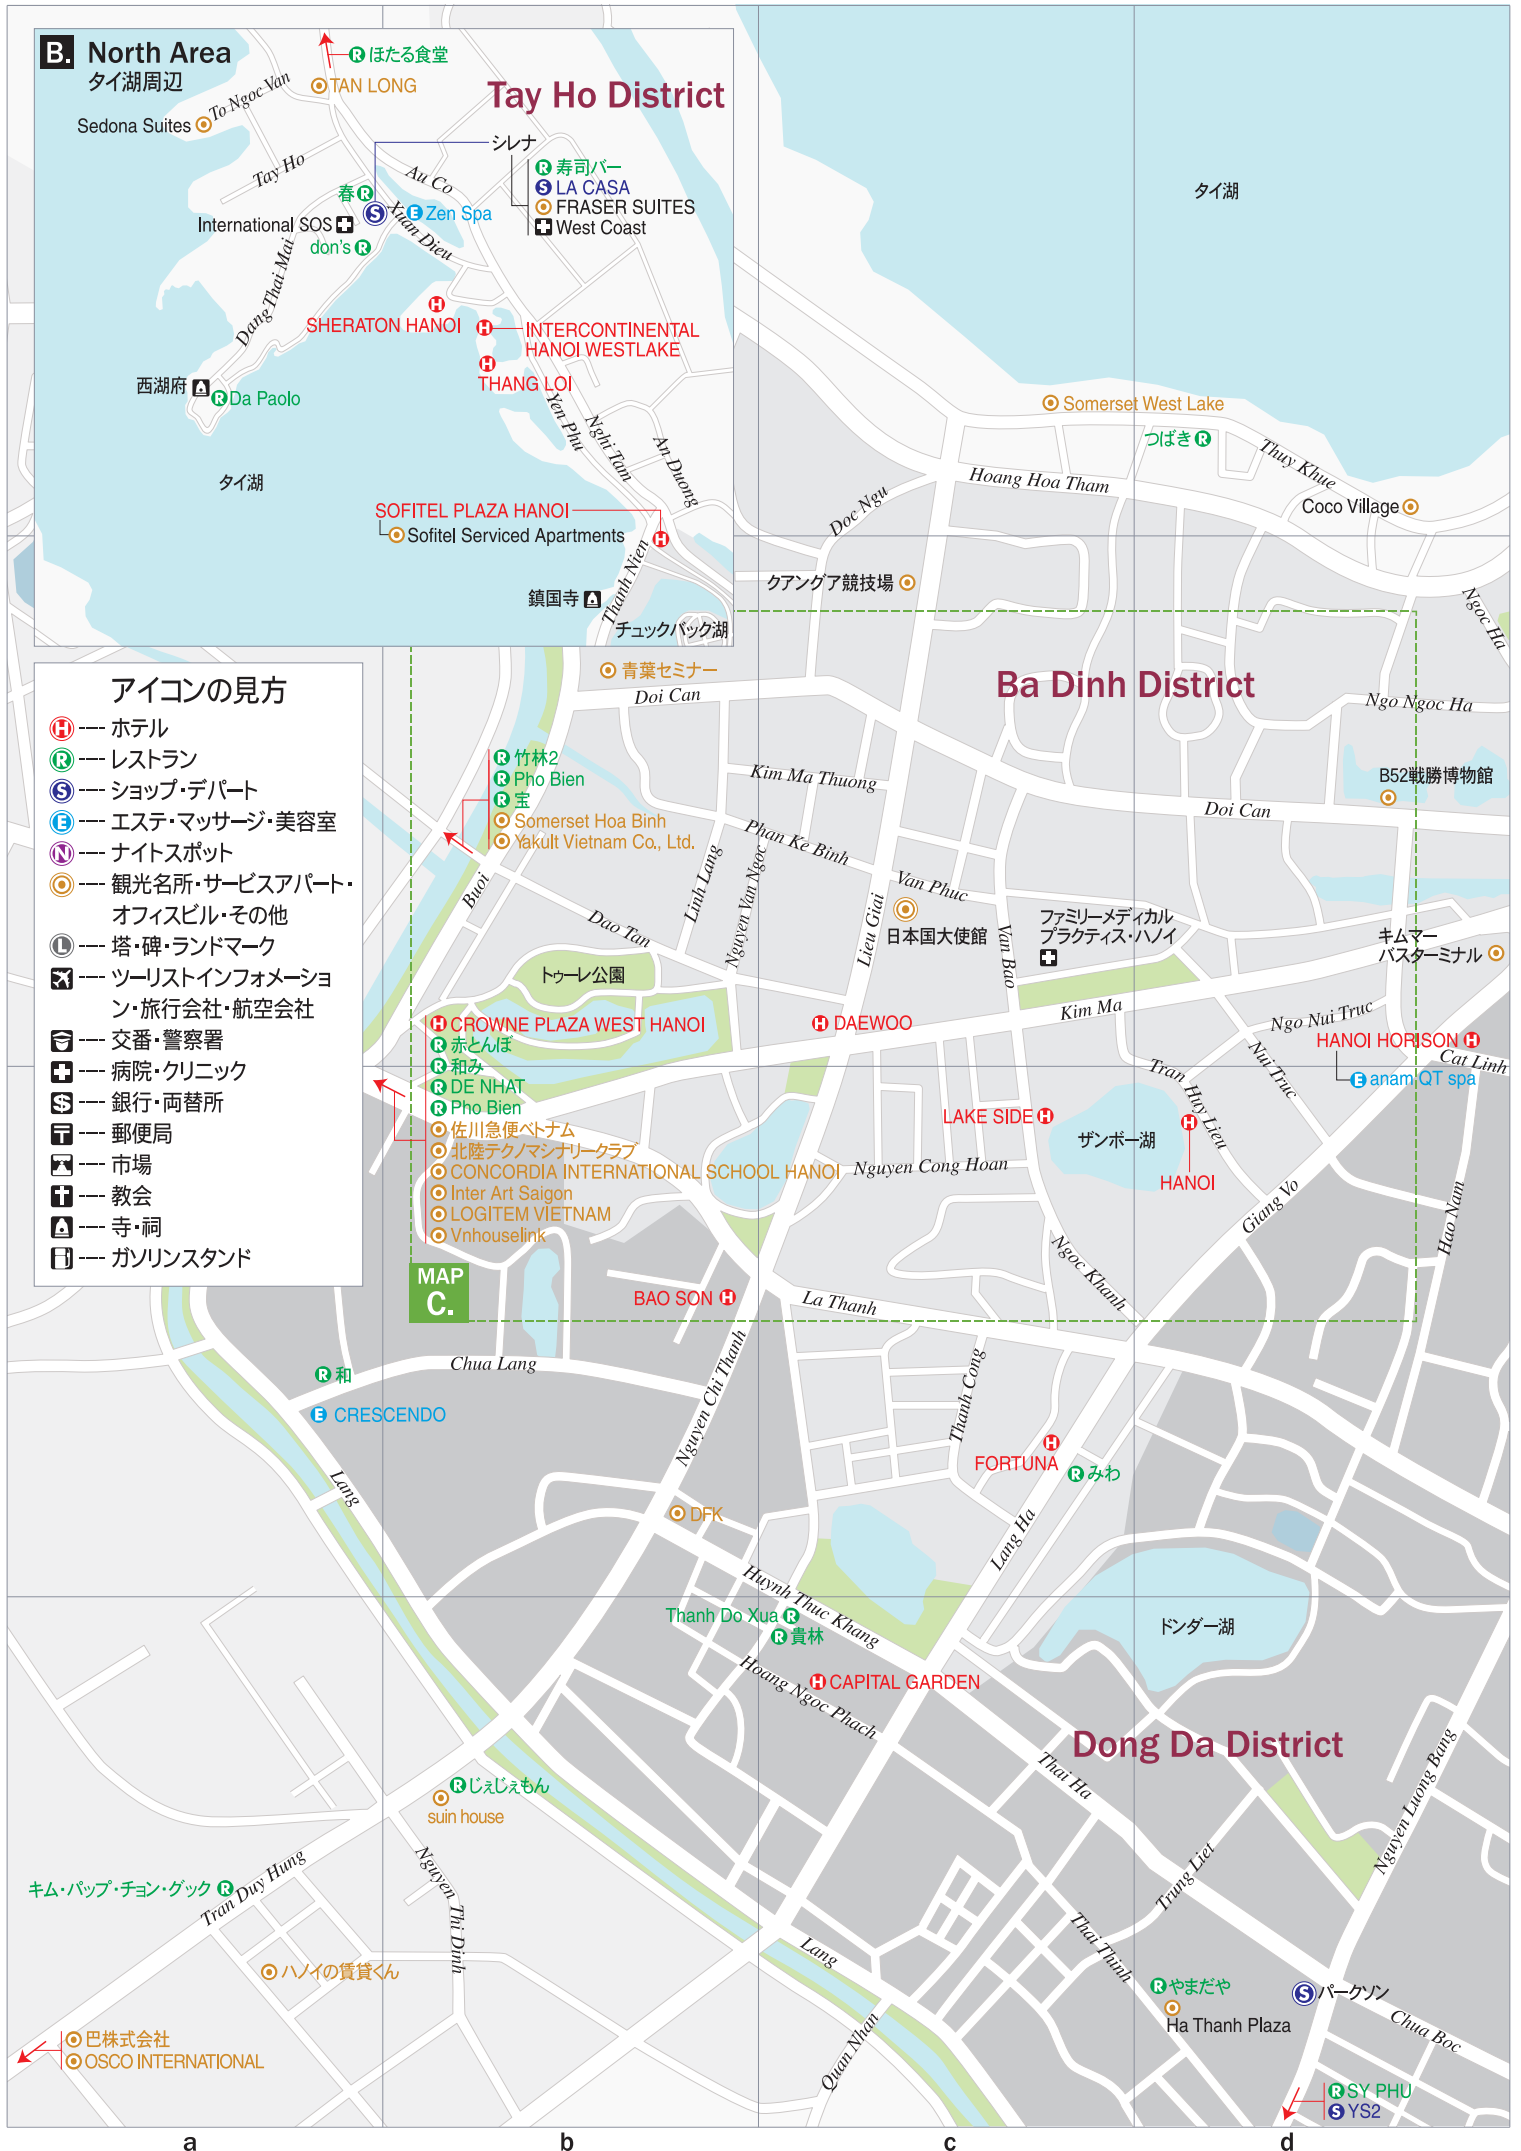 B. North Area
タイ湖周辺
Tay Ho District
ほたる食堂
TAN LONG
To Ngoc Van
Sedona Suites
Tay Ho
シレナ
寿司バー
LA CASA
FRASER SUITES
West Coast
Au Co
春
Zen Spa
International SOS
Xuan Dieu
don's
Dang Thai Mai
SHERATON HANOI
INTERCONTINENTAL
HANOI WESTLAKE
THANG LOI
西湖府
Da Paolo
Yen Phu
Nghi Tam
An Duong
タイ湖
SOFITEL PLAZA HANOI
Sofitel Serviced Apartments
Thanh Nien
鎮国寺
チュックバック湖
アイコンの見方
H --- ホテル
R --- レストラン
S --- ショップ・デパート
E --- エステ・マッサージ・美容室
N --- ナイトスポット
--- 観光名所・サービスアパート・
オフィスビル・その他
L --- 塔・碑・ランドマーク
--- ツーリストインフォメーショ
ン・旅行会社・航空会社
--- 交番・警察署
--- 病院・クリニック
--- 銀行・両替所
--- 郵便局
--- 市場
--- 教会
--- 寺・祠
--- ガソリンスタンド
タイ湖
Somerset West Lake
つばき
Thuy Khue
Hoang Hoa Tham
Coco Village
Doc Ngu
クアングア競技場
Ngoc Ha
青葉セミナー
Doi Can
Ba Dinh District
Ngo Ngoc Ha
竹林2
Pho Bien
宝
Somerset Hoa Binh
Yakult Vietnam Co., Ltd.
Kim Ma Thuong
B52戦勝博物館
Doi Can
Phan Ke Binh
Buoi
Linh Lang
Nguyen Van Ngoc
Van Phuc
Dao Tan
Lieu Giai
日本国大使館
Van Bao
ファミリーメディカル
プラクティス・ハノイ
キムマー
バスターミナル
トゥーレ公園
Kim Ma
CROWNE PLAZA WEST HANOI
赤とんぼ
和み
DE NHAT
Pho Bien
佐川急便ベトナム
北陸テクノマシナリークラブ
CONCORDIA INTERNATIONAL SCHOOL HANOI
Inter Art Saigon
LOGITEM VIETNAM
Vnhouselink
DAEWOO
Ngo Nui Truc
HANOI HORISON
Cat Linh
anam QT spa
Nui Truc
Tran Huy Lieu
LAKE SIDE
ザンボー湖
HANOI
Nguyen Cong Hoan
Giang Vo
Hao Nam
Ngoc Khanh
MAP
C.
BAO SON
La Thanh
Chua Lang
Nguyen Chi Thanh
Thanh Cong
和
CRESCENDO
FORTUNA
みわ
Lang
DFK
Lang Ha
Huynh Thuc Khang
Thanh Do Xua
貴林
ドンダー湖
Hoang Ngoc Phach
CAPITAL GARDEN
Dong Da District
Thai Ha
Nguyen Luong Bang
じぇじぇもん
suin house
Nguyen Thi Dinh
Trung Liet
キム・パップ・チョン・グック
Tran Duy Hung
Thai Thinh
Lang
ハノイの賃貸くん
やまだや
Ha Thanh Plaza
パークソン
Chua Boc
巴株式会社
OSCO INTERNATIONAL
Quan Nhan
SY PHU
YS2
a b c d